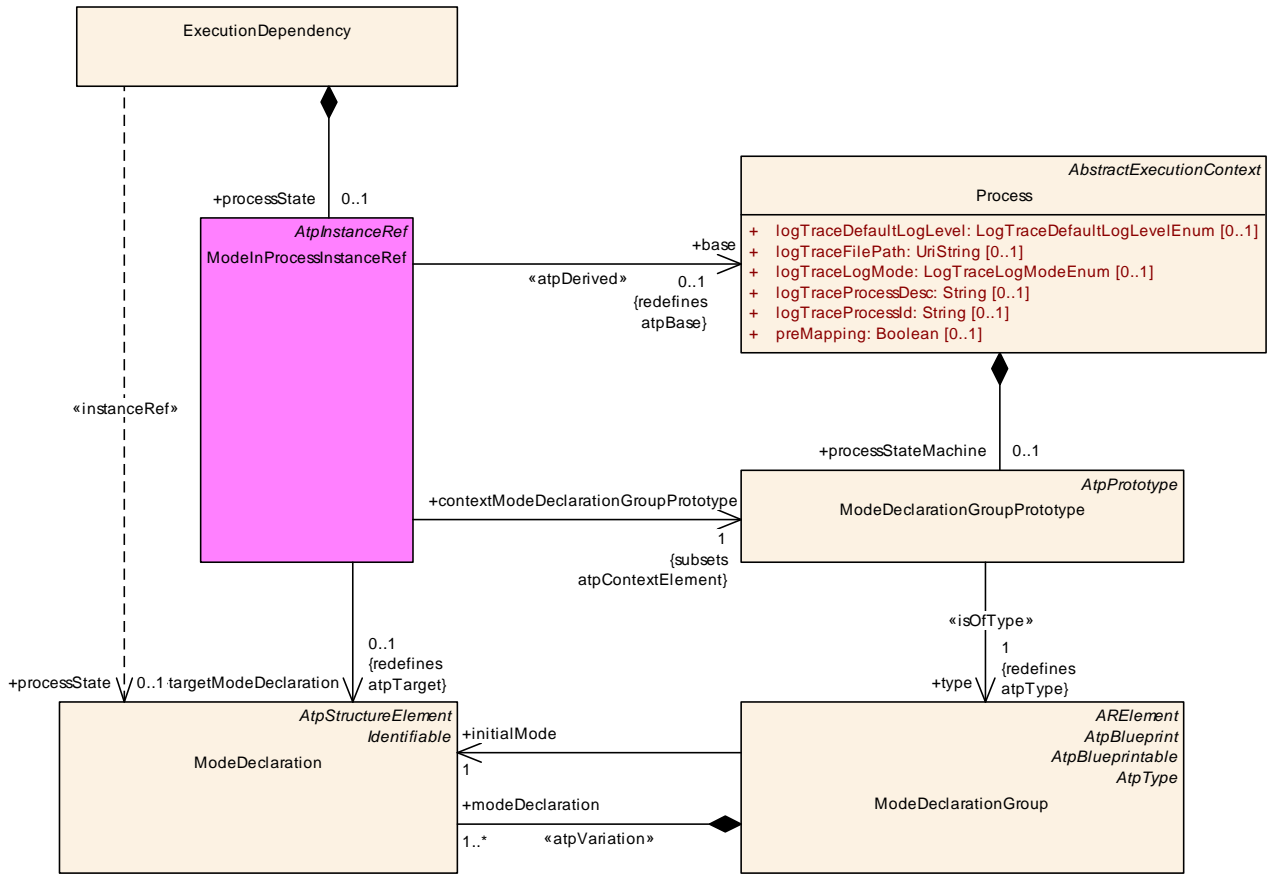 ExecutionDependency
+processState
0..1
AbstractExecutionContext
Process
+ logTraceDefaultLogLevel: LogTraceDefaultLogLevelEnum [0..1]
+ logTraceFilePath: UriString [0..1]
+ logTraceLogMode: LogTraceLogModeEnum [0..1]
+ logTraceProcessDesc: String [0..1]
+ logTraceProcessId: String [0..1]
+ preMapping: Boolean [0..1]
AtpInstanceRef
ModeInProcessInstanceRef
+base
«atpDerived»
0..1
{redefines
atpBase}
«instanceRef»
+processStateMachine
0..1
+contextModeDeclarationGroupPrototype
1
{subsets
atpContextElement}
AtpPrototype
ModeDeclarationGroupPrototype
«isOfType»
1
{redefines
atpType}
+type
0..1
{redefines
atpTarget}
+processState
0..1
targetModeDeclaration
AtpStructureElement
Identifiable
ModeDeclaration
+initialMode
1
+modeDeclaration
1..*
«atpVariation»
ARElement
AtpBlueprint
AtpBlueprintable
AtpType
ModeDeclarationGroup